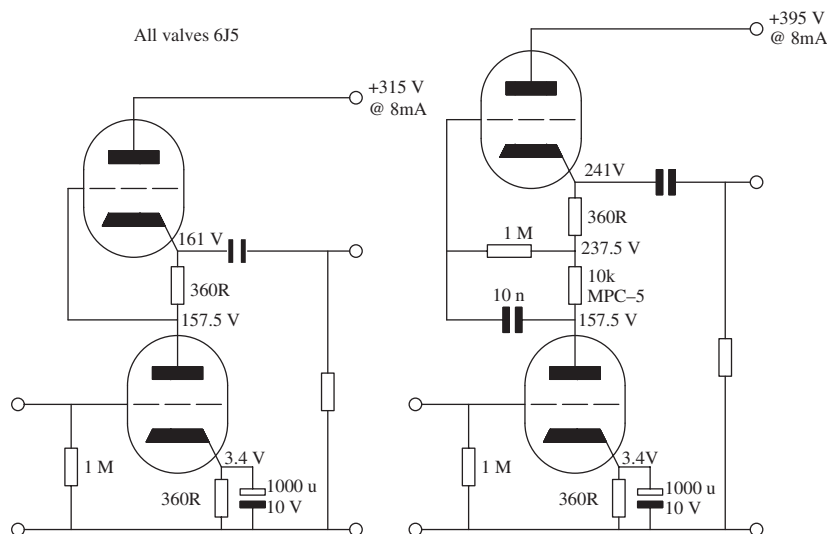 All valves 6J5
+315 V
@ 8mA
161 V
360R
157.5 V
1 M
3.4 V
360R
1000 u
10 V
+395 V
@ 8mA
241V
360R
1 M
237.5 V
10k
MPC–5
10 n
157.5 V
1 M
3.4V
360R
1000 u
10 V